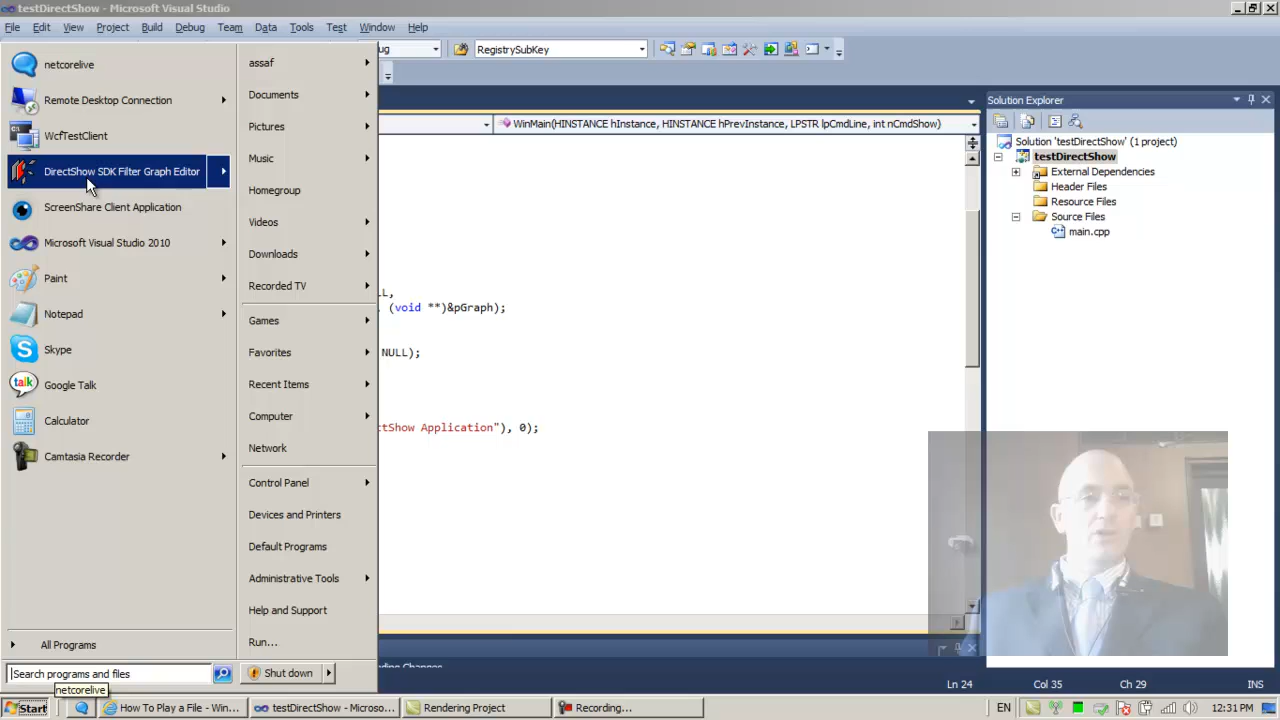 testDirectShow - Microsoft Visual Studio
File Edit View Project Build Debug Team Data Tools Test Window Help
ug RegistrySubKey
WinMain(HINSTANCE hInstance, HINSTANCE hPrevInstance, LPSTR lpCmdLine, int nCmdShow)
netcorelive
Remote Desktop Connection
WcfTestClient
DirectShow SDK Filter Graph Editor
ScreenShare Client Application
Microsoft Visual Studio 2010
Paint
Notepad
Skype
talk Google Talk
Calculator
Camtasia Recorder
All Programs
Search programs and files
netcorelive
assaf
Documents
Pictures
Music
Homegroup
Videos
Downloads
Recorded TV
Games
Favorites
Recent Items
Computer
Network
Control Panel
Devices and Printers
Default Programs
Administrative Tools
Help and Support
Run...
Shut down
LL,
(void **)&pGraph);
NULL);
ctShow Application"), 0);
Solution Explorer
Solution 'testDirectShow' (1 project)
testDirectShow
External Dependencies
Header Files
Resource Files
Source Files
main.cpp
Ln 24 Col 35 Ch 29 INS
Start How To Play a File - Win... testDirectShow - Microso... Rendering Project Recording... EN 12:31 PM